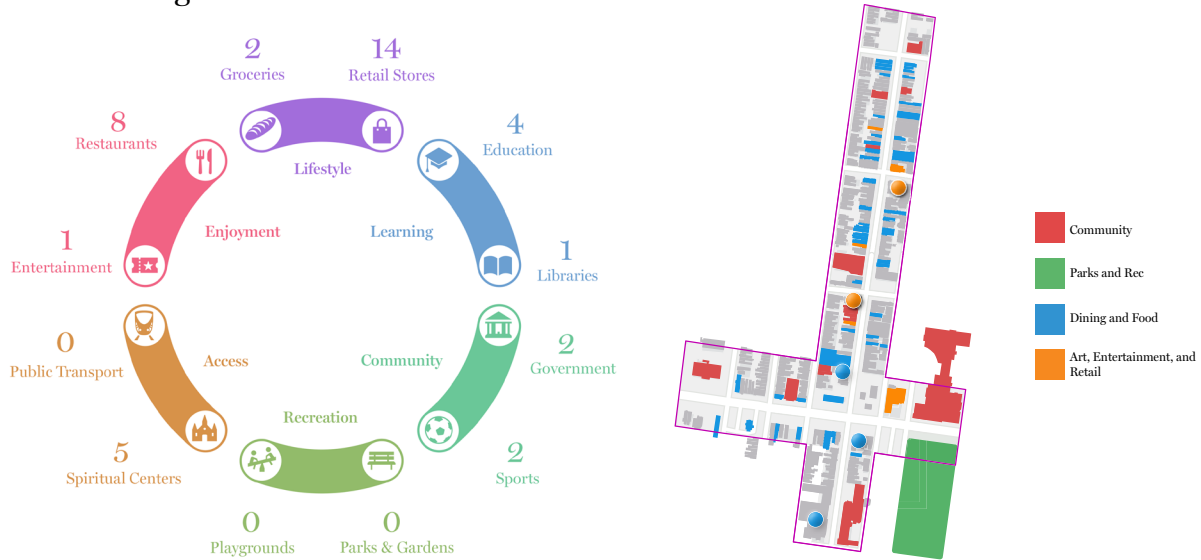 2
Groceries
14
Retail Stores
8
Restaurants
4
Education
Lifestyle
1
Entertainment
Enjoyment
Learning
1
Libraries
0
Public Transport
Access
Community
2
Government
Recreation
5
Spiritual Centers
2
Sports
0
Playgrounds
0
Parks & Gardens
Community
Parks and Rec
Dining and Food
Art, Entertainment, and
Retail